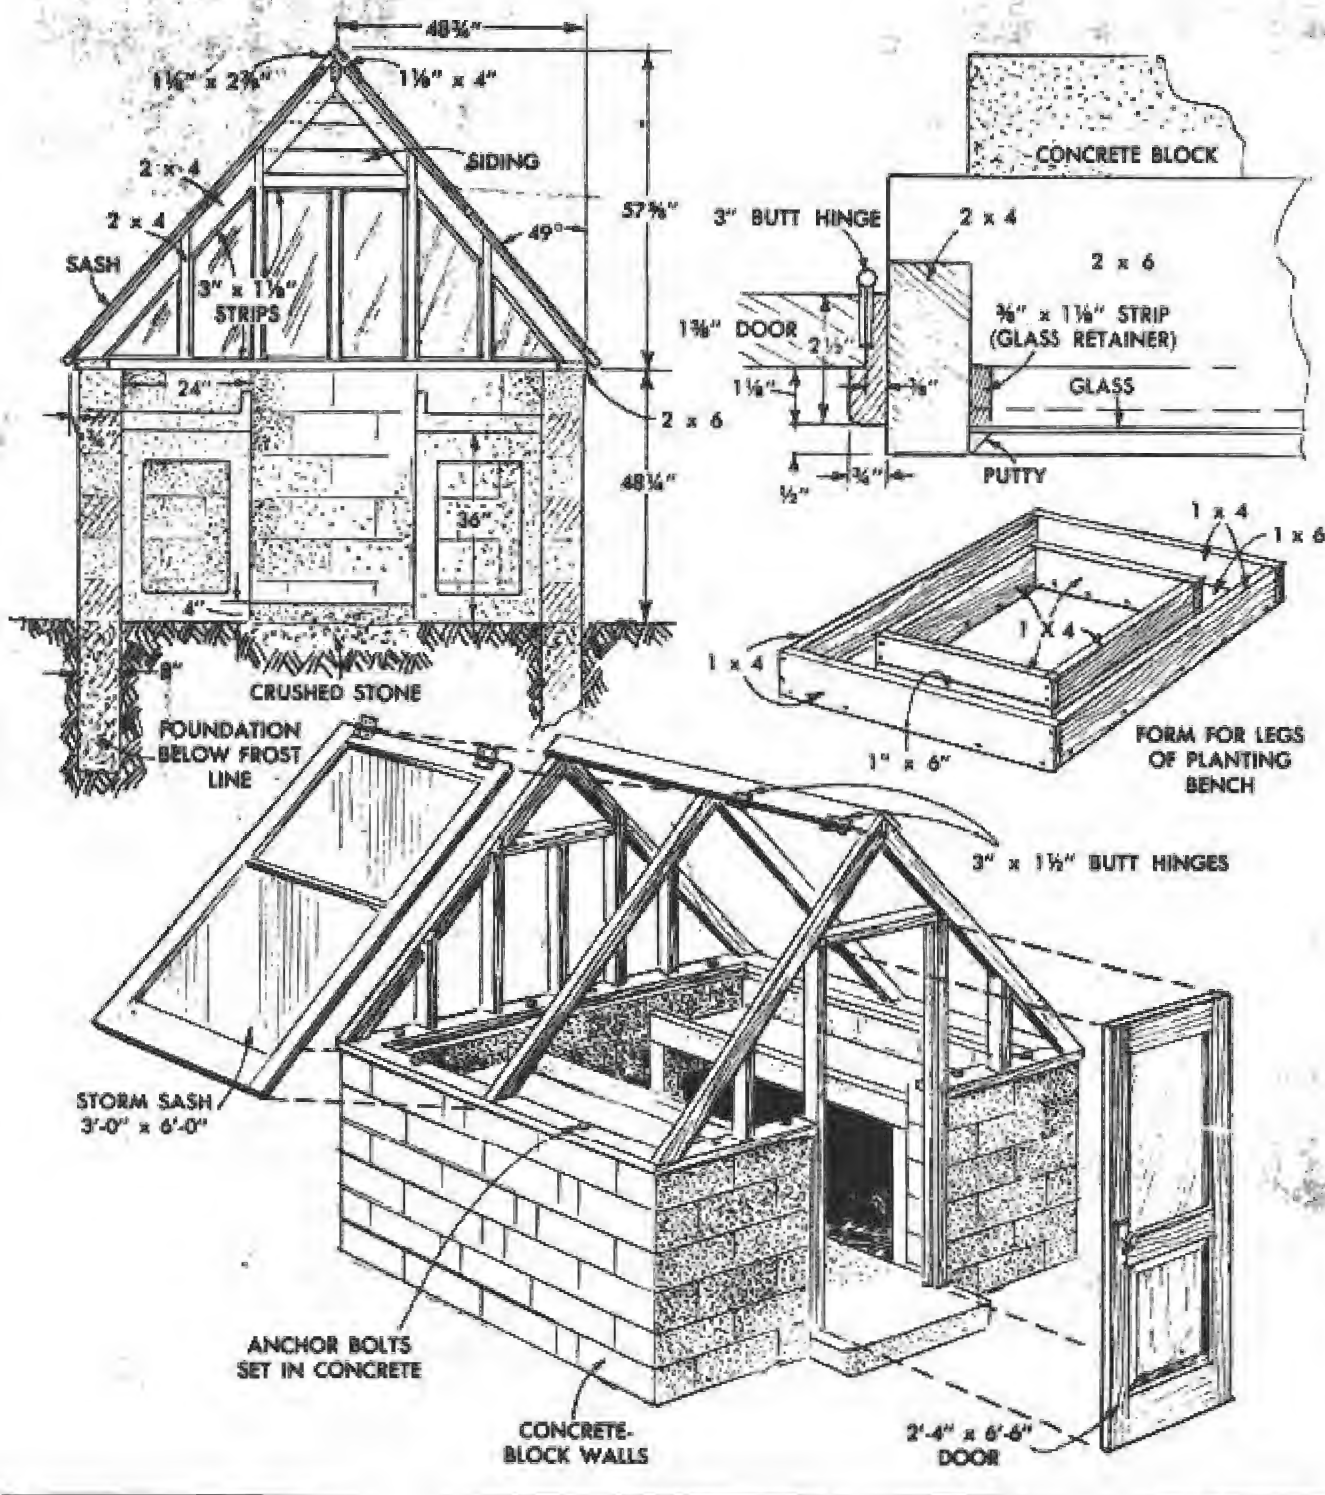 48¾"
1⅛" x 2⅞"
1⅛" x 4"
2 x 4
SIDING
2 x 4
57⅝"
SASH
49°
3" x 1⅛"
STRIPS
24"
2 x 6
¾"
48¼"
36"
4"
8"
CRUSHED STONE
FOUNDATION
BELOW FROST
LINE
CONCRETE BLOCK
3" BUTT HINGE
2 x 4
2 x 6
1⅜" DOOR
2½"
⅜" x 1⅛" STRIP
(GLASS RETAINER)
1⅛"
⅜"
GLASS
½"
¾"
PUTTY
1 x 4
1 x 6
1 x 4
1 x 4
1" x 6"
FORM FOR LEGS
OF PLANTING
BENCH
3" x 1½" BUTT HINGES
STORM SASH
3'-0" x 6'-0"
ANCHOR BOLTS
SET IN CONCRETE
CONCRETE-
BLOCK WALLS
2'-4" x 6'-6"
DOOR